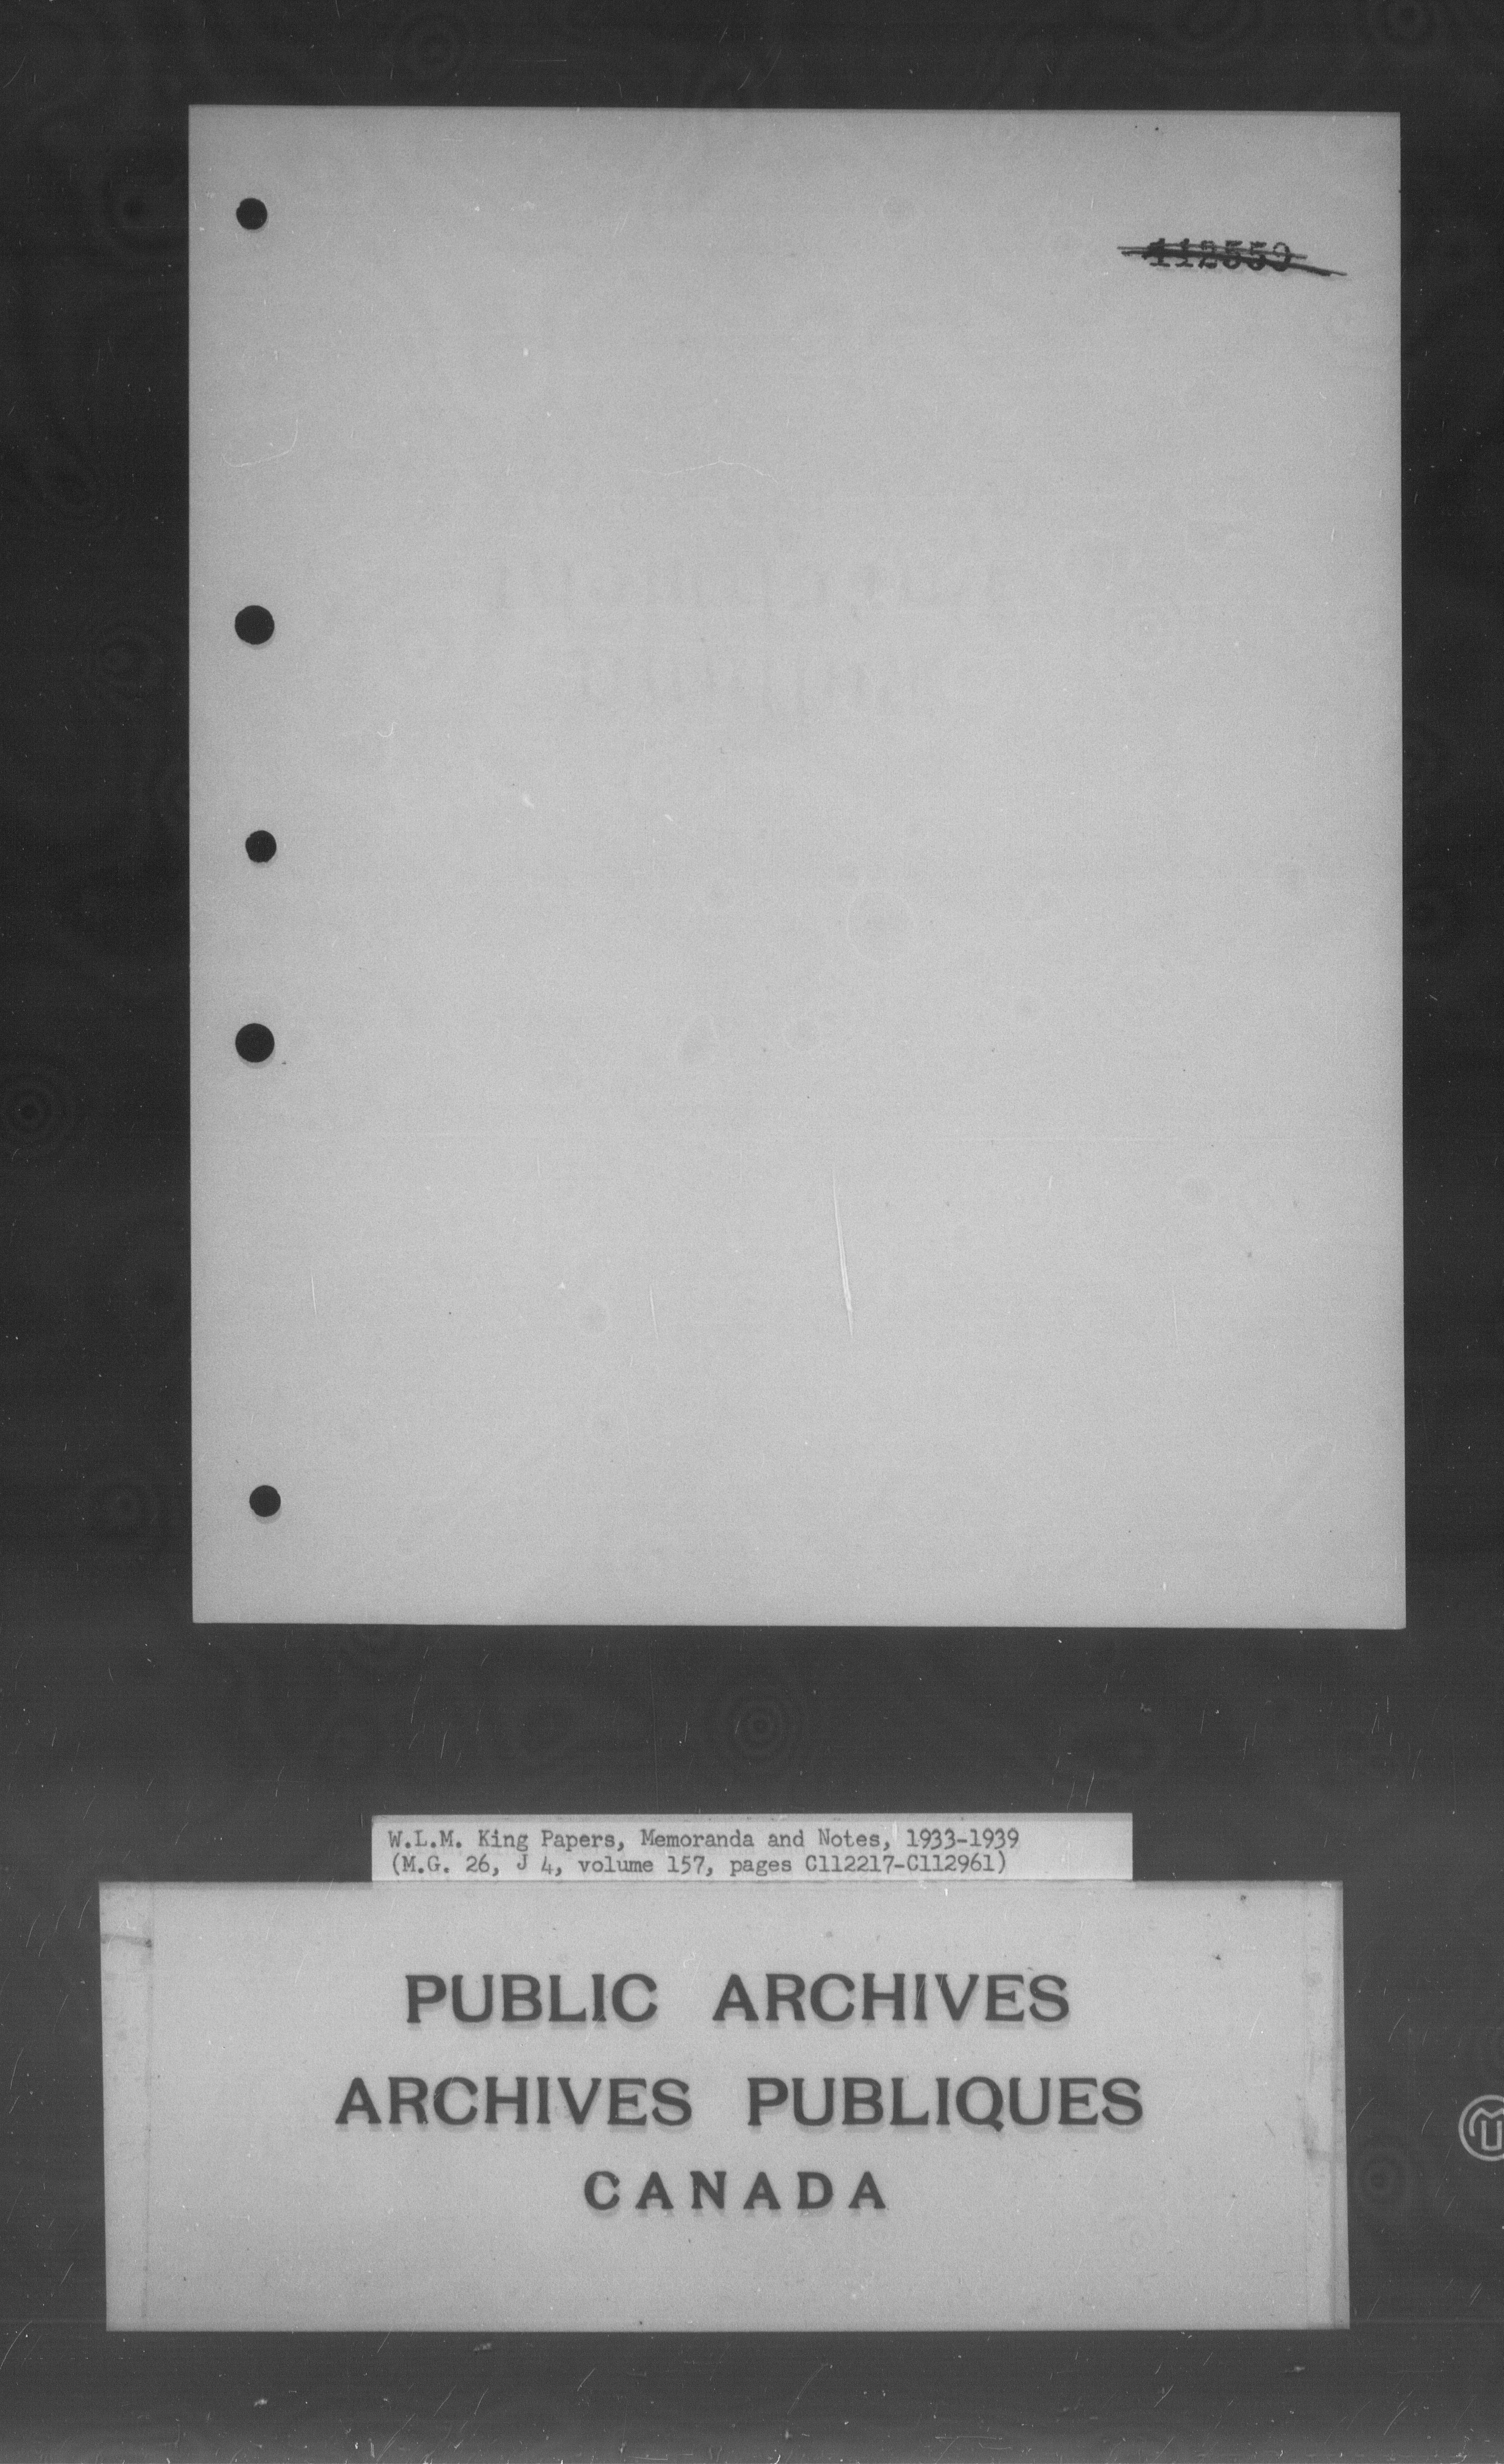 112559
W.L.M. King Papers, Memoranda and Notes, 1933-1939
(M.G. 26, J 4, volume 157, pages C112217-C112961)
PUBLIC ARCHIVES
ARCHIVES PUBLIQUES
CANADA